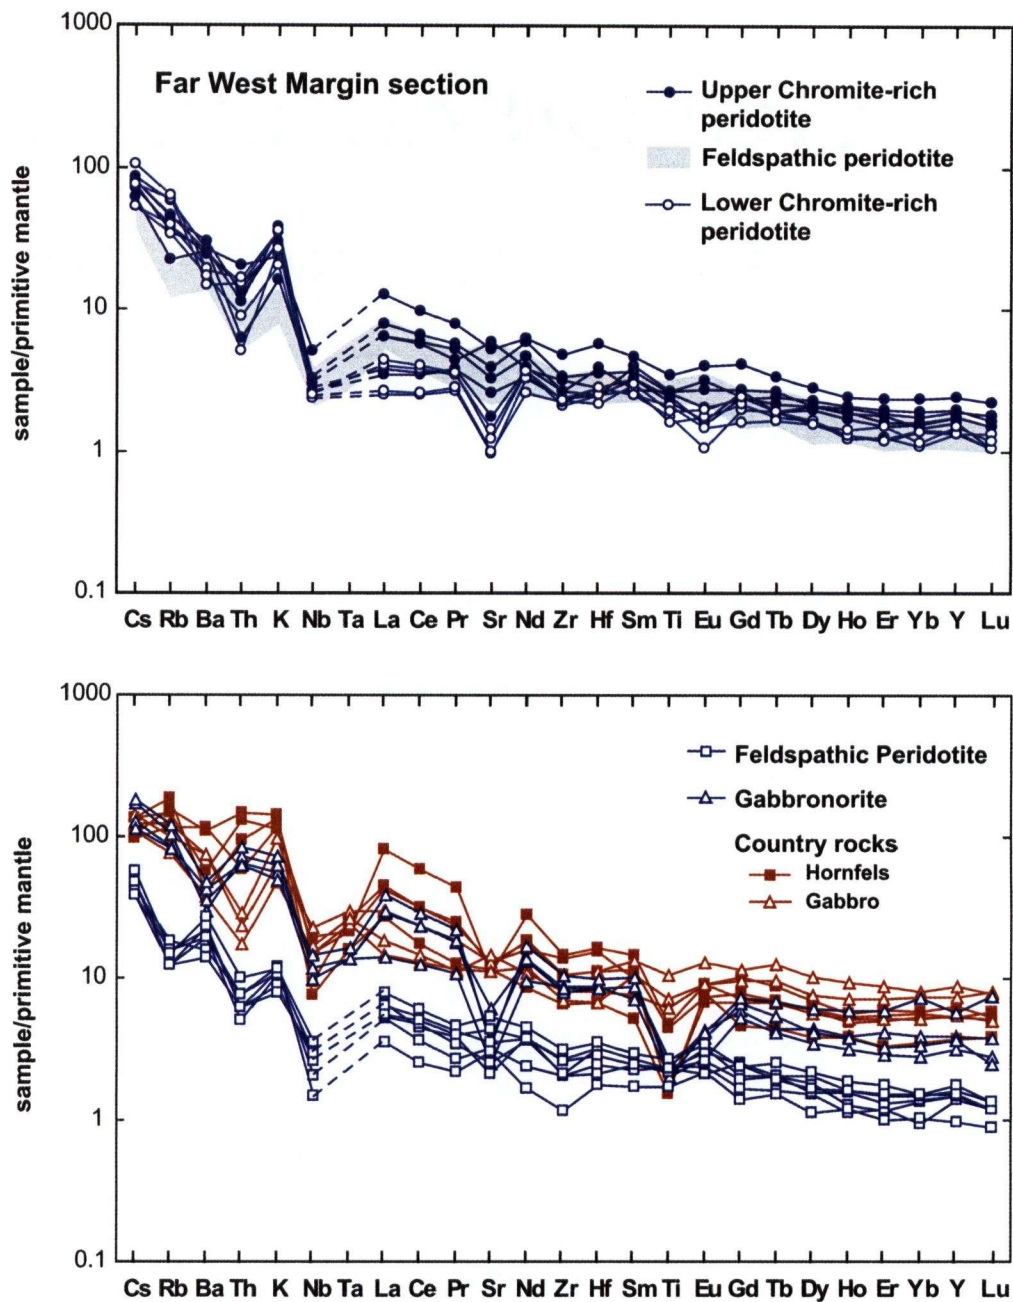 1000
100
10
1
0.1
sample/primitive mantle
Far West Margin section
Upper Chromite-rich
peridotite
Feldspathic peridotite
Lower Chromite-rich
peridotite
Cs Rb Ba Th K Nb Ta La Ce Pr Sr Nd Zr Hf Sm Ti Eu Gd Tb Dy Ho Er Yb Y Lu
1000
100
10
1
0.1
sample/primitive mantle
Feldspathic Peridotite
Gabbronorite
Country rocks
Hornfels
Gabbro
Cs Rb Ba Th K Nb Ta La Ce Pr Sr Nd Zr Hf Sm Ti Eu Gd Tb Dy Ho Er Yb Y Lu